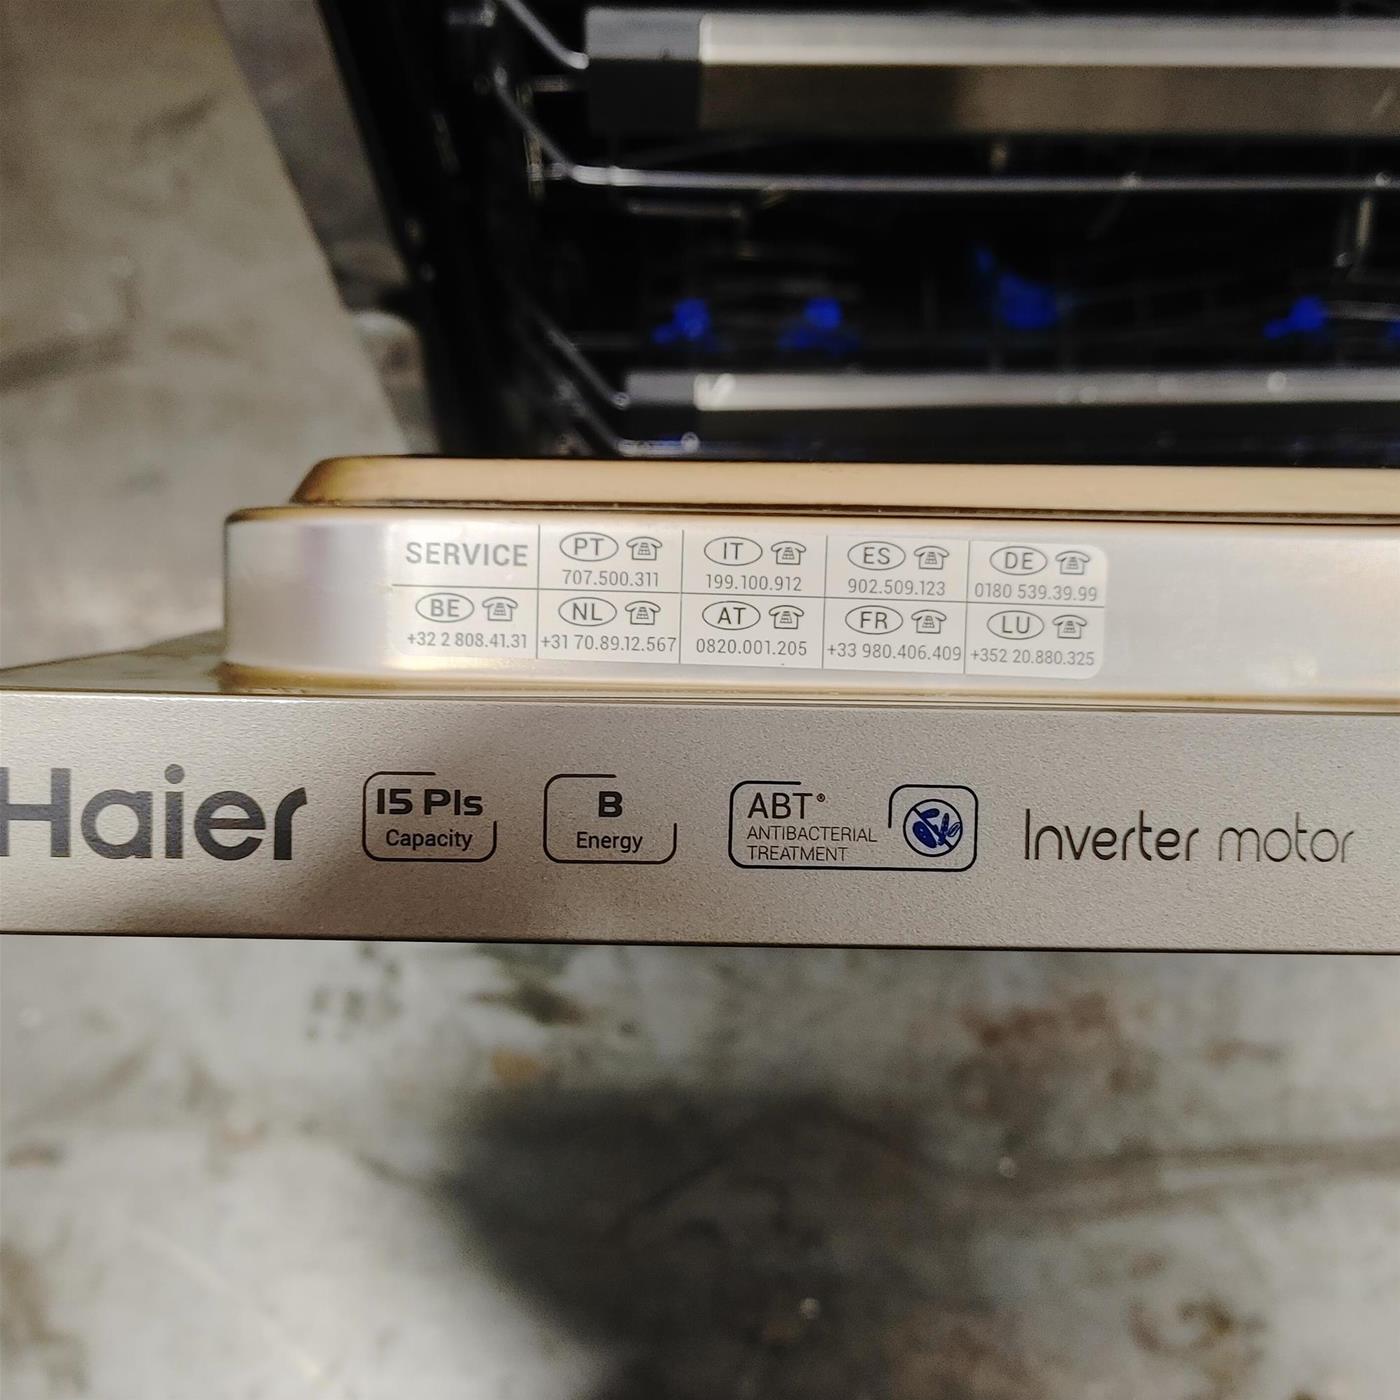 SERVICE
PT
707.500.311
IT
199.100.912
ES
902.509.123
DE
0180 539.39.99
BE
+32 2 808.41.31
NL
+31 70.89.12.567
AT
0820.001.205
FR
+33 980.406.409
LU
+352 20.880.325
Haier
15 Pls
Capacity
B
Energy
ABT®
ANTIBACTERIAL
TREATMENT
Inverter motor